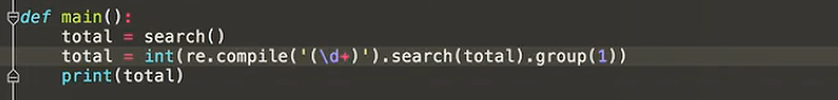 def main():
    total = search()
    total = int(re.compile('(\d+)').search(total).group(1))
    print(total)